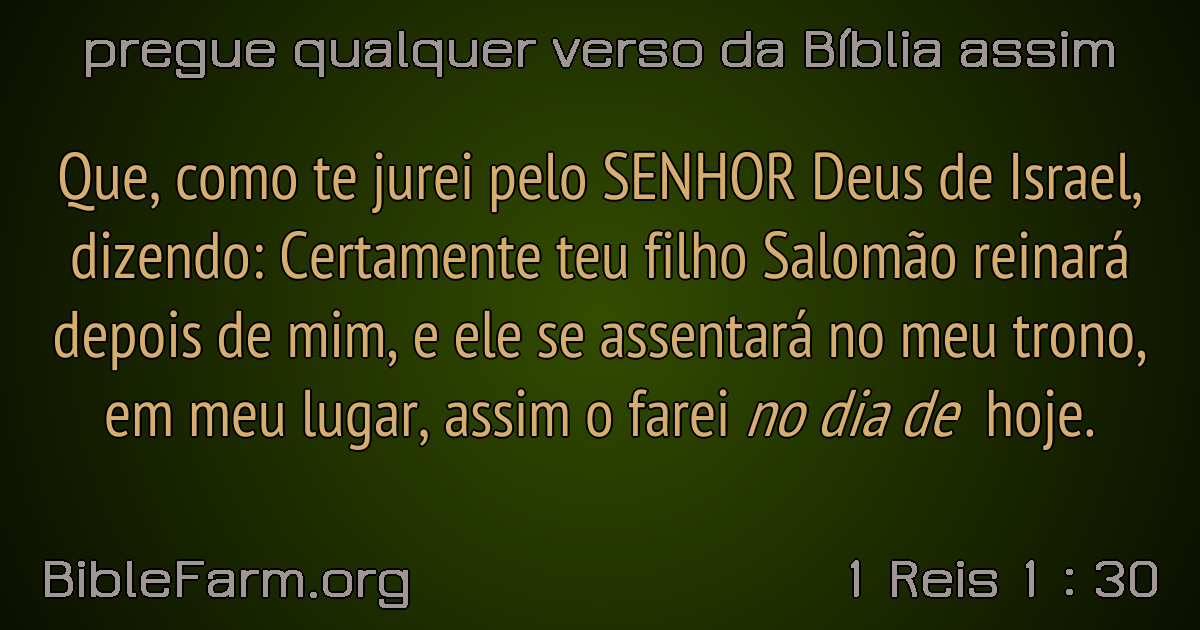 pregue qualquer verso da Bíblia assim
Que, como te jurei pelo SENHOR Deus de Israel,
dizendo: Certamente teu filho Salomão reinará
depois de mim, e ele se assentará no meu trono,
em meu lugar, assim o farei no dia de hoje.
BibleFarm.org
1 Reis 1 : 30